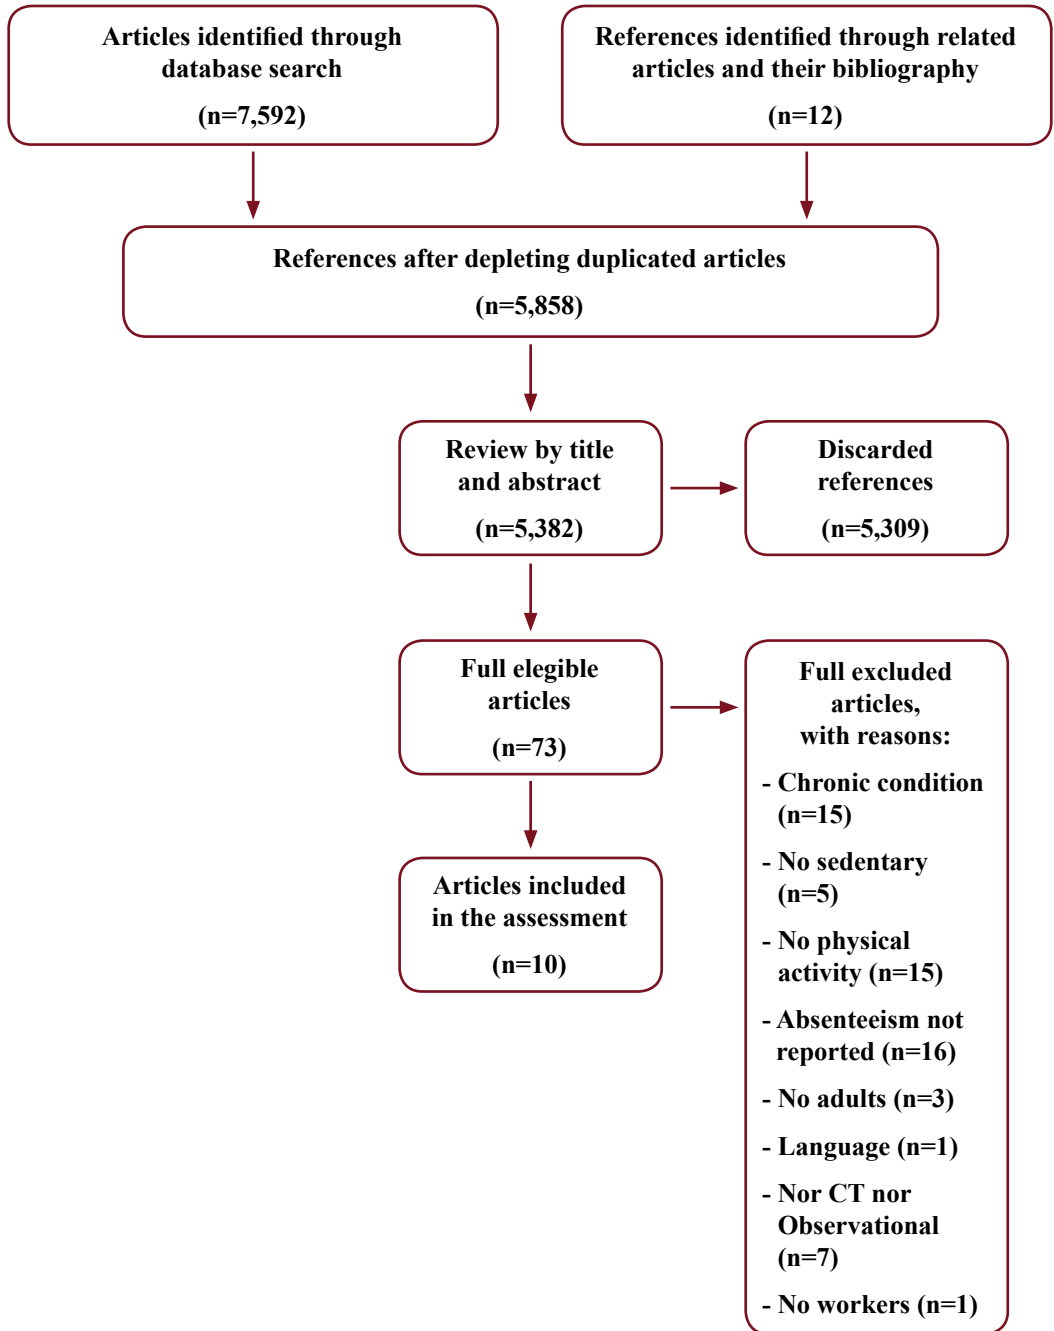 Articles identified through
database search
(n=7,592)
References identified through related
articles and their bibliography
(n=12)
References after depleting duplicated articles
(n=5,858)
Review by title
and abstract
(n=5,382)
Discarded
references
(n=5,309)
Full elegible
articles
(n=73)
Full excluded
articles,
with reasons:
- Chronic condition
(n=15)
- No sedentary
(n=5)
- No physical
activity (n=15)
- Absenteeism not
reported (n=16)
- No adults (n=3)
- Language (n=1)
- Nor CT nor
Observational
(n=7)
- No workers (n=1)
Articles included
in the assessment
(n=10)